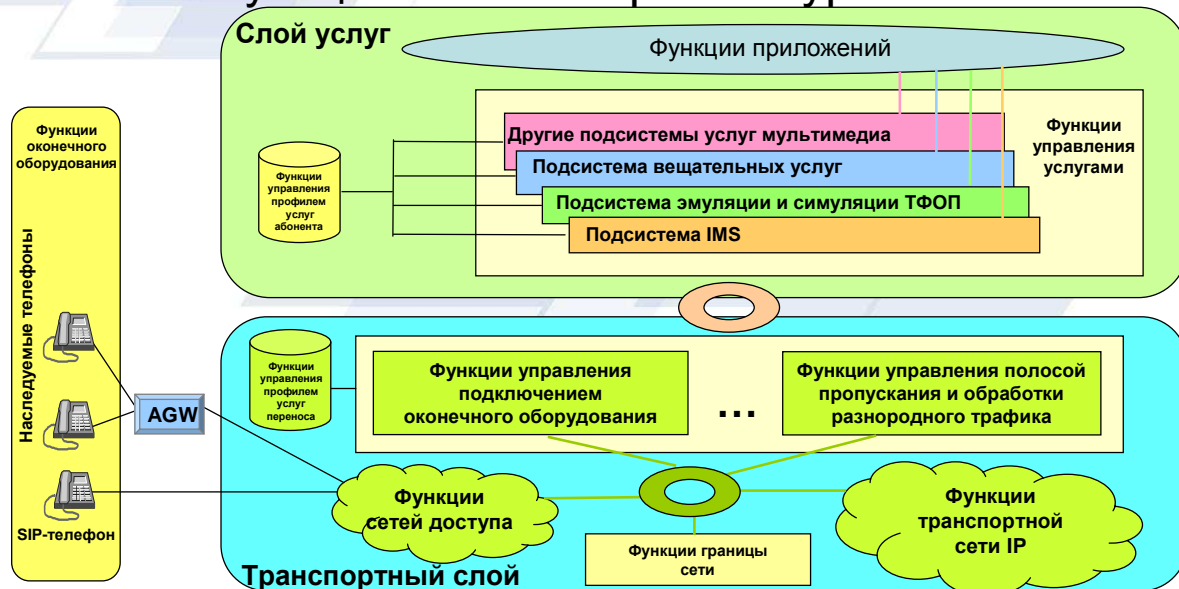 Слой услуг
Функции приложений
Функции
оконечного
оборудования
Наследуемые телефоны
SIP-телефон
AGW
Функции
управления
профилем
услуг
абонента
Другие подсистемы услуг мультимедиа
Подсистема вещательных услуг
Подсистема эмуляции и симуляции ТФОП
Подсистема IMS
Функции
управления
услугами
Функции
управления
профилем
услуг
переноса
Функции управления
подключением
оконечного оборудования
...
Функции управления полосой
пропускания и обработки
разнородного трафика
Функции
сетей доступа
Функции
транспортной
сети IP
Функции границы
сети
Транспортный слой